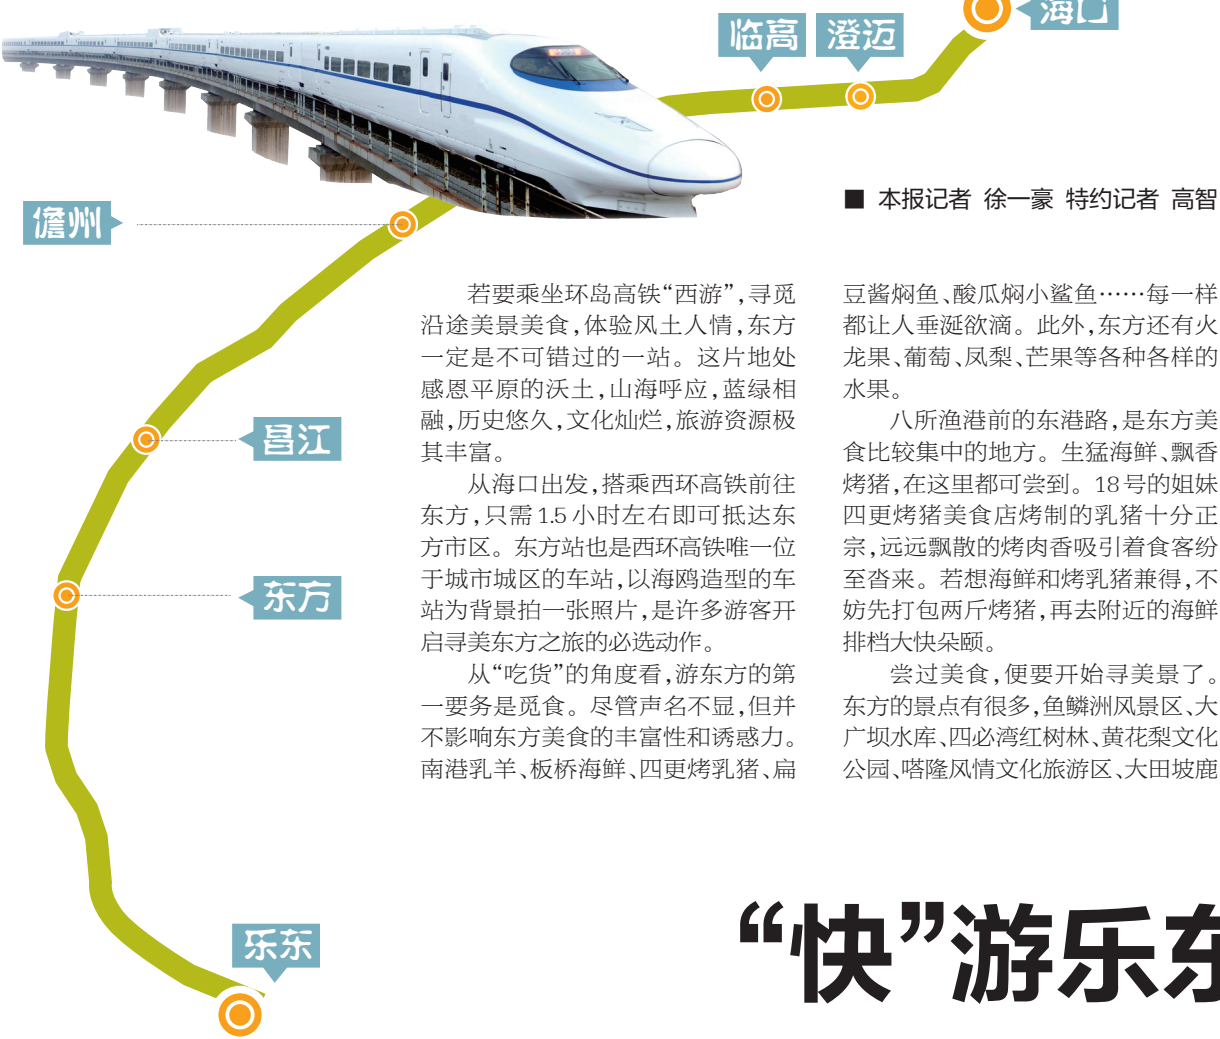 海口
临高
澄迈
■ 本报记者 徐一豪 特约记者 高智
儋州
昌江
东方
乐东
若要乘坐环岛高铁“西游”,寻觅
沿途美景美食,体验风土人情,东方
一定是不可错过的一站。这片地处
感恩平原的沃土,山海呼应,蓝绿相
融,历史悠久,文化灿烂,旅游资源极
其丰富。
从海口出发,搭乘西环高铁前往
东方,只需1.5小时左右即可抵达东
方市区。东方站也是西环高铁唯一位
于城市城区的车站,以海鸥造型的车
站为背景拍一张照片,是许多游客开
启寻美东方之旅的必选动作。
从“吃货”的角度看,游东方的第
一要务是觅食。尽管声名不显,但并
不影响东方美食的丰富性和诱惑力。
南港乳羊、板桥海鲜、四更烤乳猪、扁
豆酱焖鱼、酸瓜焖小鲨鱼……每一样
都让人垂涎欲滴。此外,东方还有火
龙果、葡萄、凤梨、芒果等各种各样的
水果。
八所渔港前的东港路,是东方美
食比较集中的地方。生猛海鲜、飘香
烤猪,在这里都可尝到。18号的姐妹
四更烤猪美食店烤制的乳猪十分正
宗,远远飘散的烤肉香吸引着食客纷
至沓来。若想海鲜和烤乳猪兼得,不
妨先打包两斤烤猪,再去附近的海鲜
排档大快朵颐。
尝过美食,便要开始寻美景了。
东方的景点有很多,鱼鳞洲风景区、大
广坝水库、四必湾红树林、黄花梨文化
公园、嗒隆风情文化旅游区、大田坡鹿
“快”游乐东